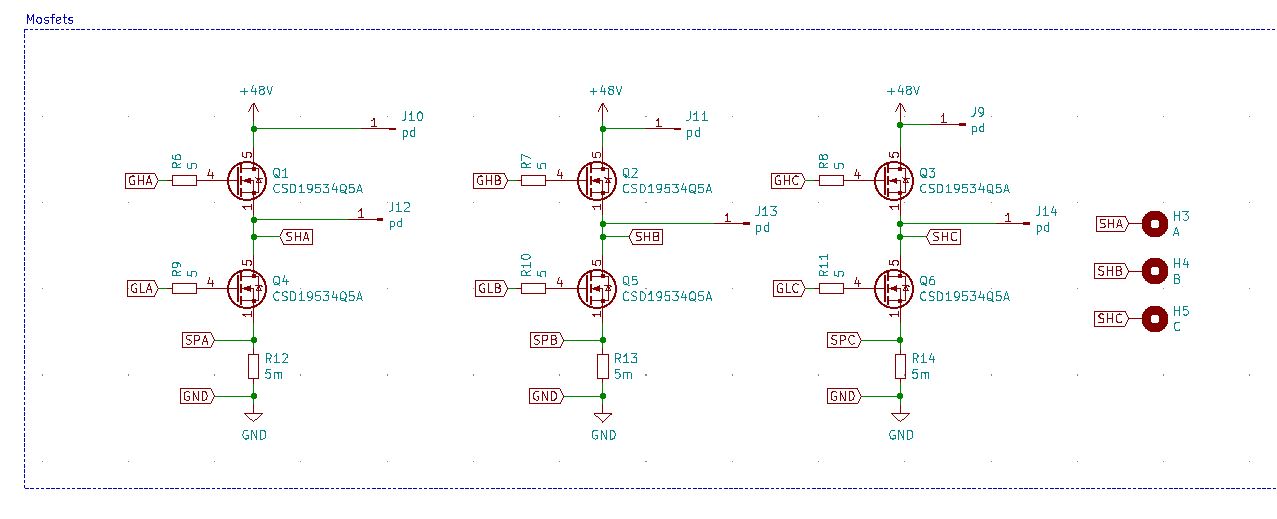 Mosfets
+48V
1
J10
pd
R6
5
GHA
4
5
1
Q1
CSD19534Q5A
1
J12
pd
SHA
R9
5
GLA
4
5
1
Q4
CSD19534Q5A
SPA
R12
5m
GND
GND
+48V
1
J11
pd
R7
5
GHB
4
5
1
Q2
CSD19534Q5A
1
J13
pd
SHB
R10
5
GLB
4
5
1
Q5
CSD19534Q5A
SPB
R13
5m
GND
GND
+48V
1
J9
pd
R8
5
GHC
4
5
1
Q3
CSD19534Q5A
1
J14
pd
SHC
R11
5
GLC
4
5
1
Q6
CSD19534Q5A
SPC
R14
5m
GND
GND
SHA
H3
A
SHB
H4
B
SHC
H5
C